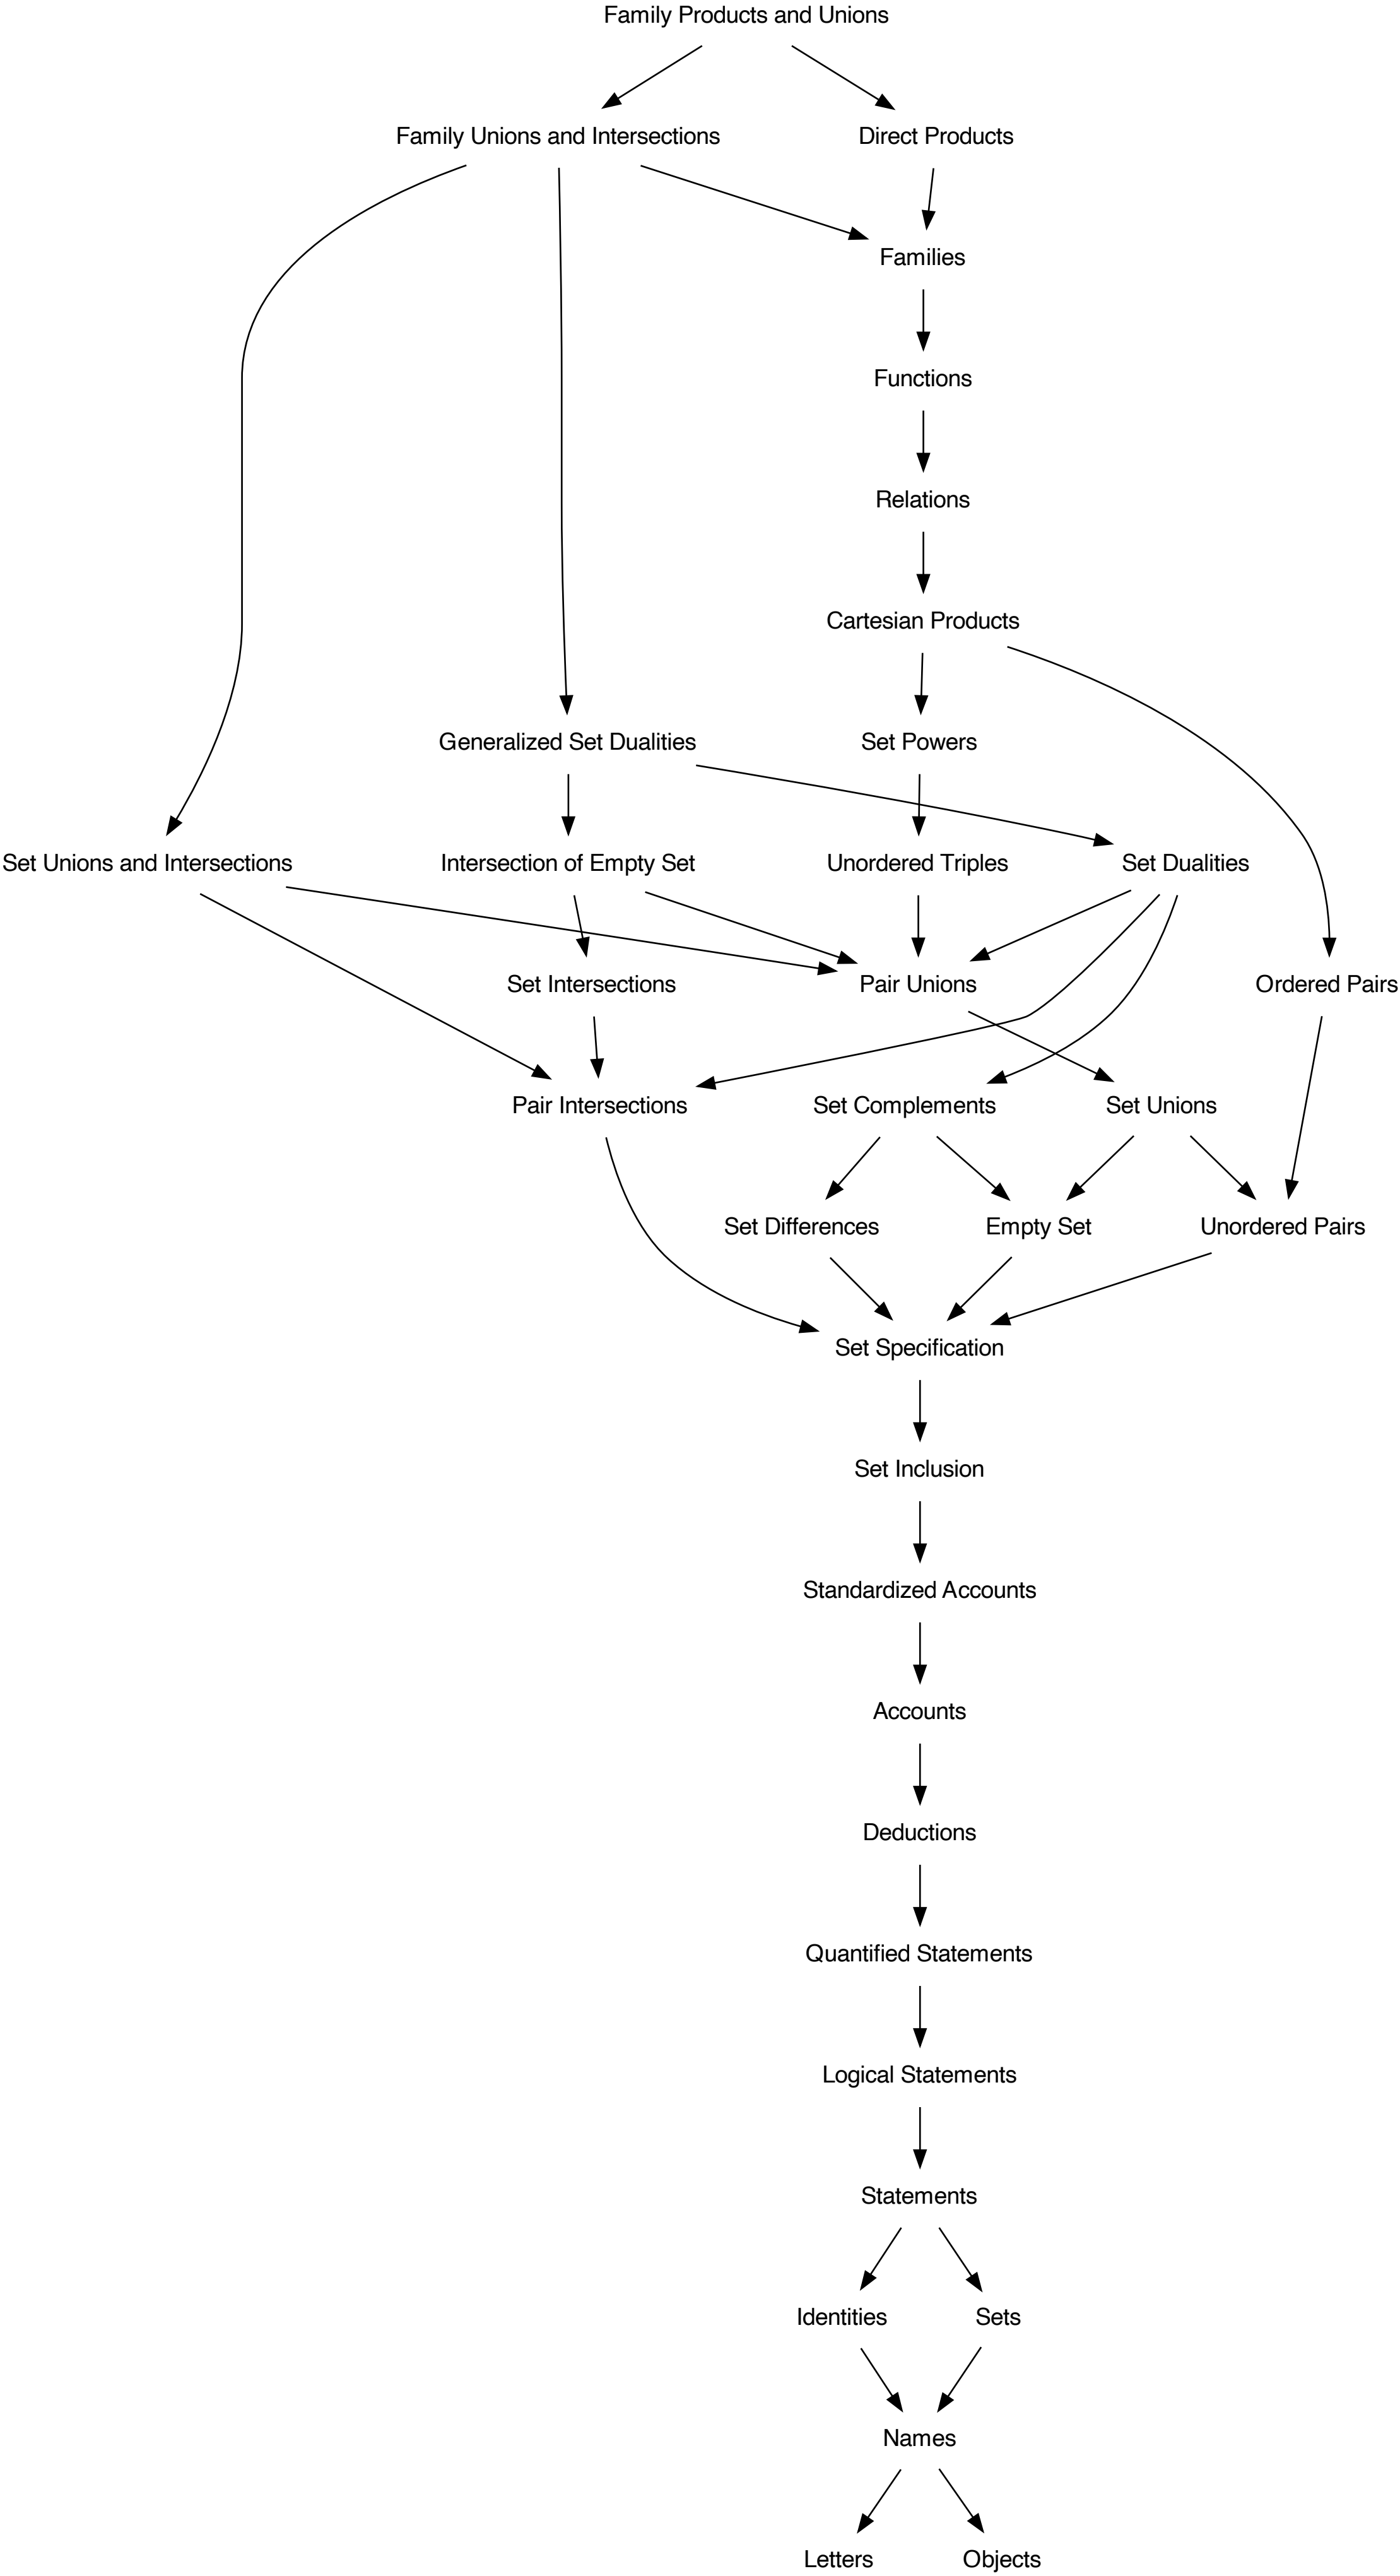 Family Products and Unions
Family Unions and Intersections
Direct Products
Families
Functions
Relations
Cartesian Products
Generalized Set Dualities
Set Powers
Set Unions and Intersections
Intersection of Empty Set
Unordered Triples
Set Dualities
Set Intersections
Pair Unions
Ordered Pairs
Pair Intersections
Set Complements
Set Unions
Set Differences
Empty Set
Unordered Pairs
Set Specification
Set Inclusion
Standardized Accounts
Accounts
Deductions
Quantified Statements
Logical Statements
Statements
Identities
Sets
Names
Letters
Objects